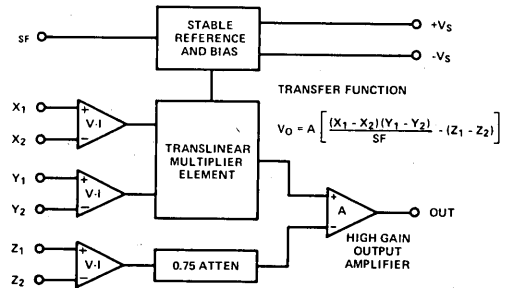 STABLE
REFERENCE
AND BIAS
SF
+VS
-VS
TRANSFER FUNCTION
VO = A [ (X1 - X2) (Y1 - Y2) / SF - (Z1 - Z2) ]
X1
+
V-I
X2
−
TRANSLINEAR
MULTIPLIER
ELEMENT
Y1
+
V-I
Y2
−
+
A
−
OUT
HIGH GAIN
OUTPUT
AMPLIFIER
Z1
+
V-I
Z2
−
0.75 ATTEN